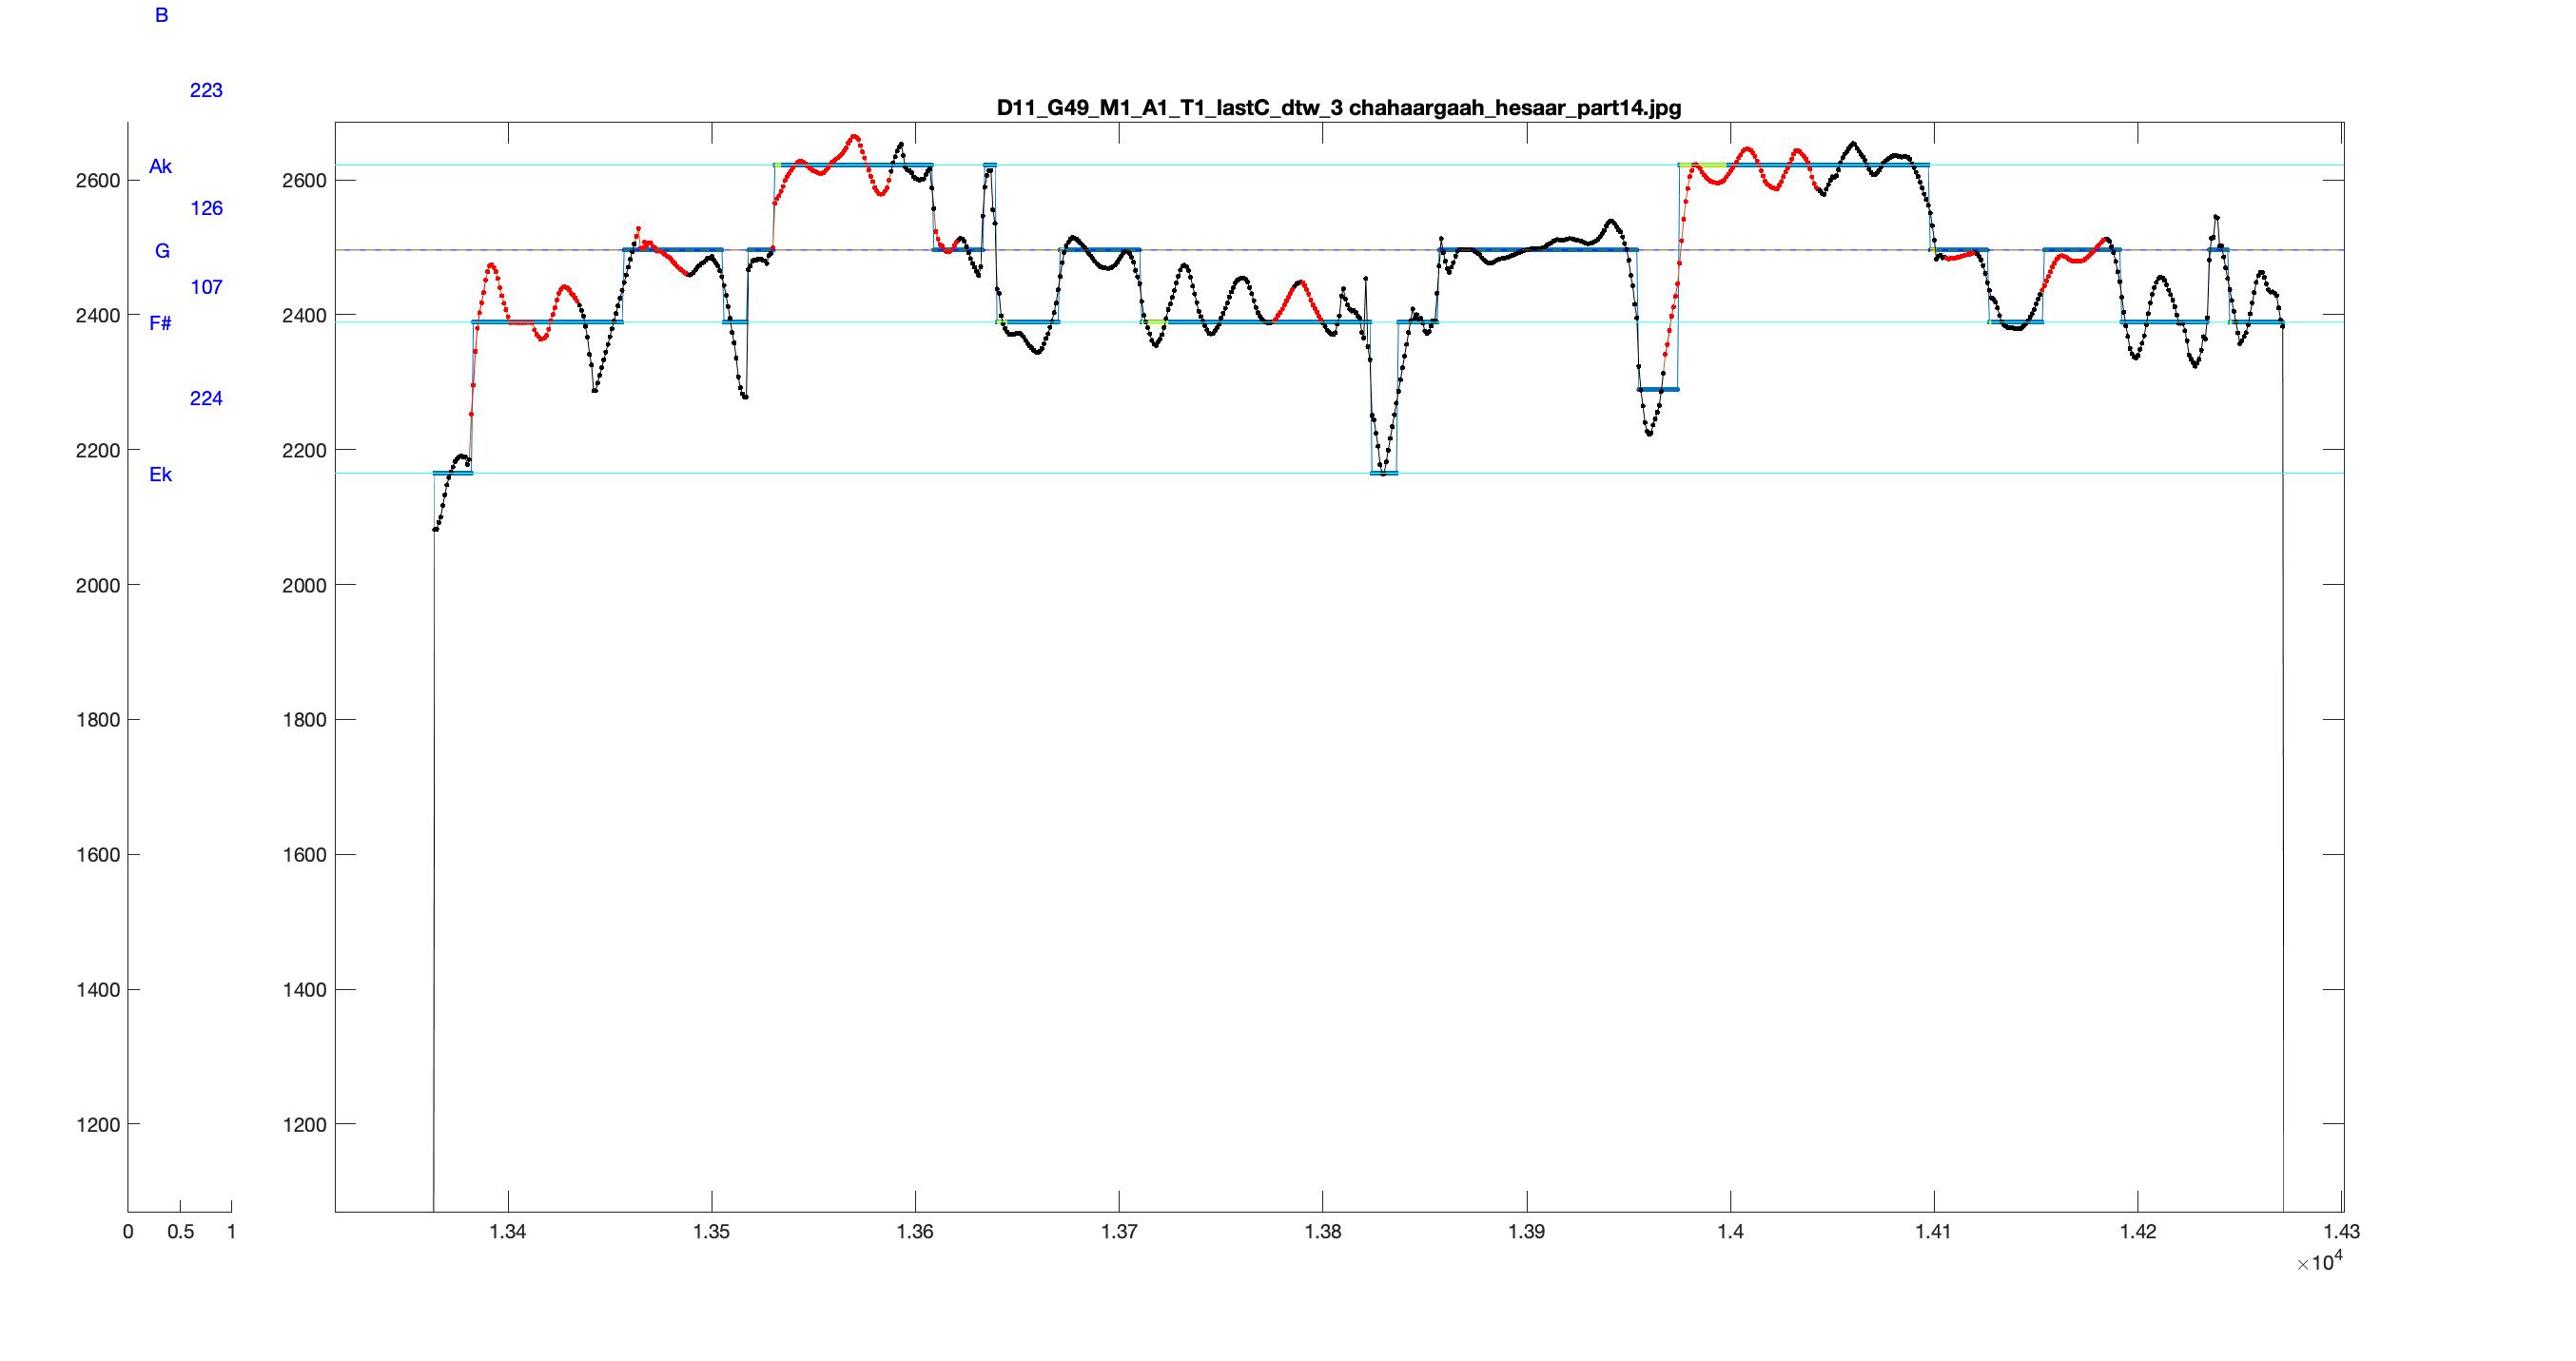 B
223
D11_G49_M1_A1_T1_lastC_dtw_3 chahaargaah_hesaar_part14.jpg
2600 Ak 2600
126
G
107
2400 F# 2400
224
2200 Ek 2200
2000 2000
1800 1800
1600 1600
1400 1400
1200 1200
0 0.5 1 1.34 1.35 1.36 1.37 1.38 1.39 1.4 1.41 1.42 1.43
×10^4